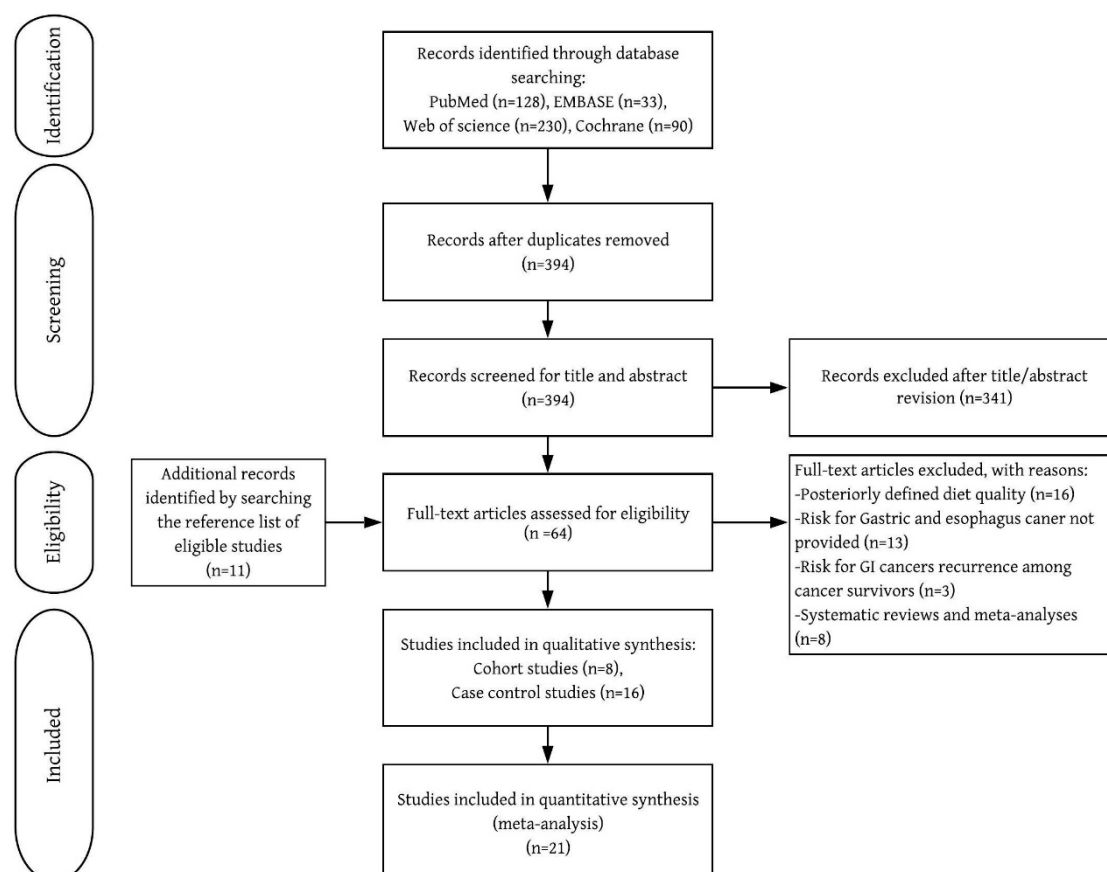 Identification
Records identified through database
searching:
PubMed (n=128), EMBASE (n=33),
Web of science (n=230), Cochrane (n=90)
Screening
Records after duplicates removed
(n=394)
Records screened for title and abstract
(n=394)
Records excluded after title/abstract
revision (n=341)
Eligibility
Additional records
identified by searching
the reference list of
eligible studies
(n=11)
Full-text articles assessed for eligibility
(n =64)
Full-text articles excluded, with reasons:
-Posteriorly defined diet quality (n=16)
-Risk for Gastric and esophagus caner not
provided (n=13)
-Risk for GI cancers recurrence among
cancer survivors (n=3)
-Systematic reviews and meta-analyses
(n=8)
Included
Studies included in qualitative synthesis:
Cohort studies (n=8),
Case control studies (n=16)
Studies included in quantitative synthesis
(meta-analysis)
(n=21)